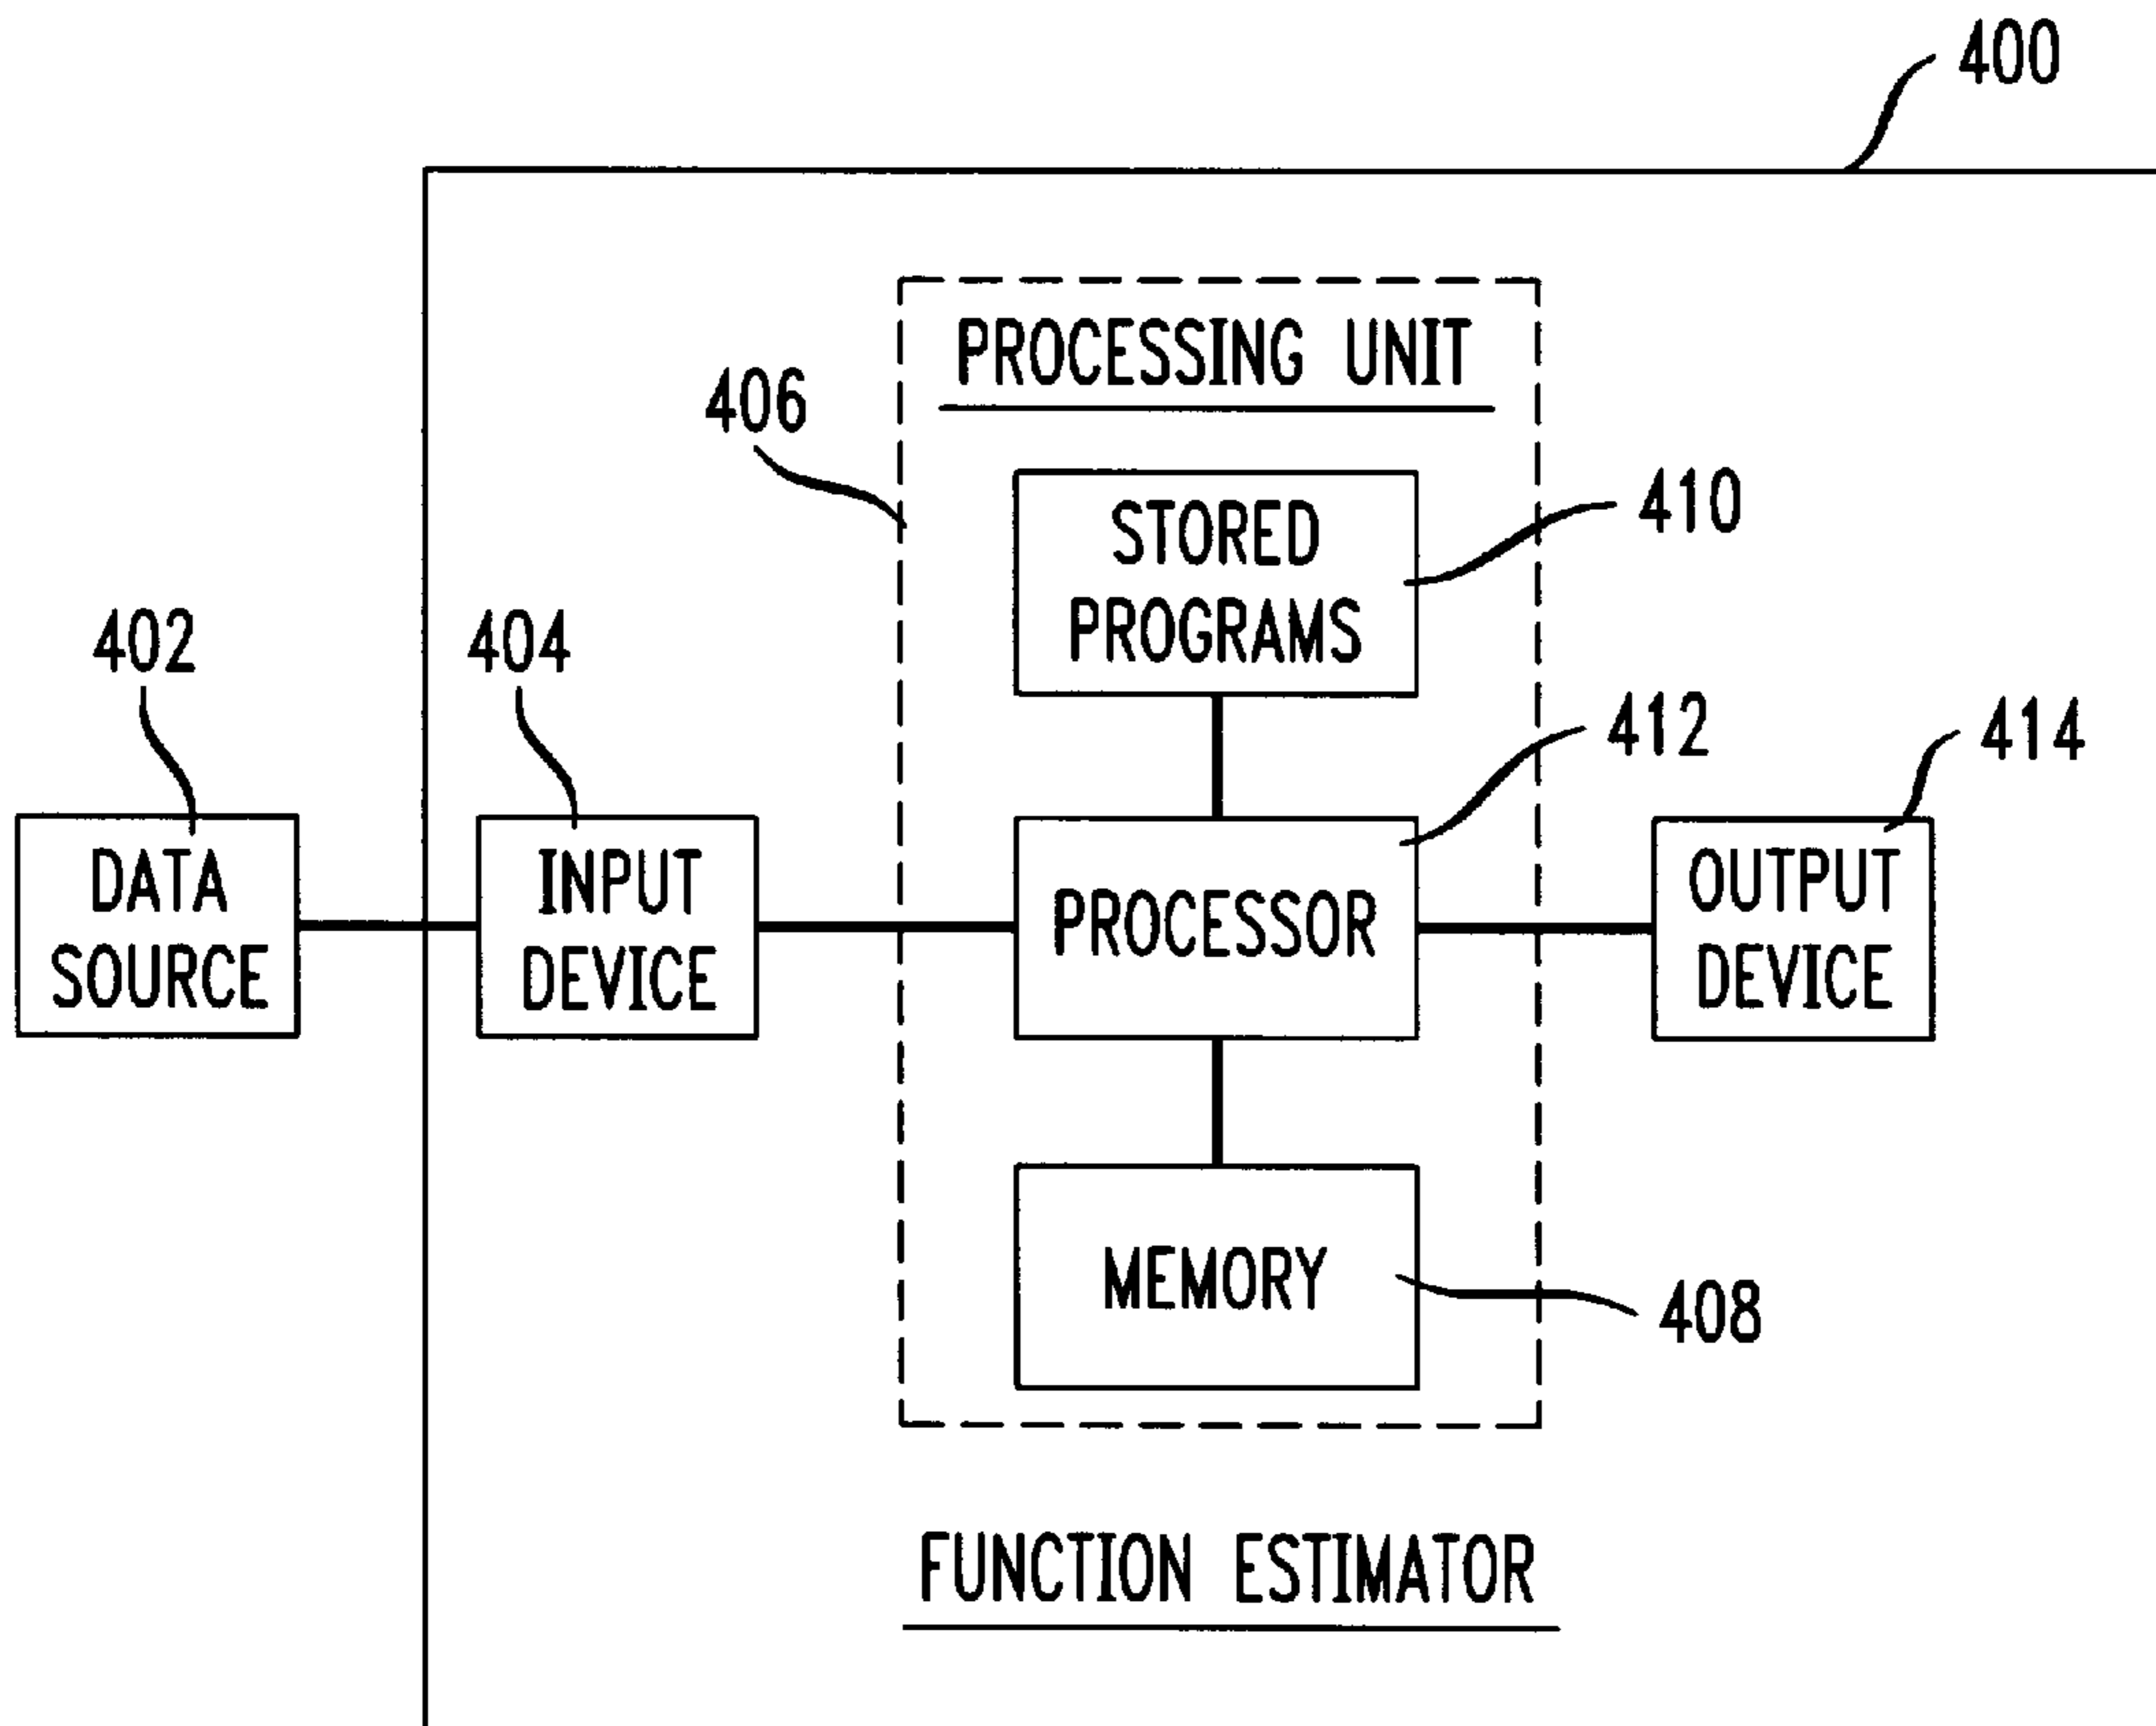 400
PROCESSING UNIT
406
STORED
PROGRAMS
410
402
404
412
414
DATA
SOURCE
INPUT
DEVICE
PROCESSOR
OUTPUT
DEVICE
MEMORY
408
FUNCTION ESTIMATOR